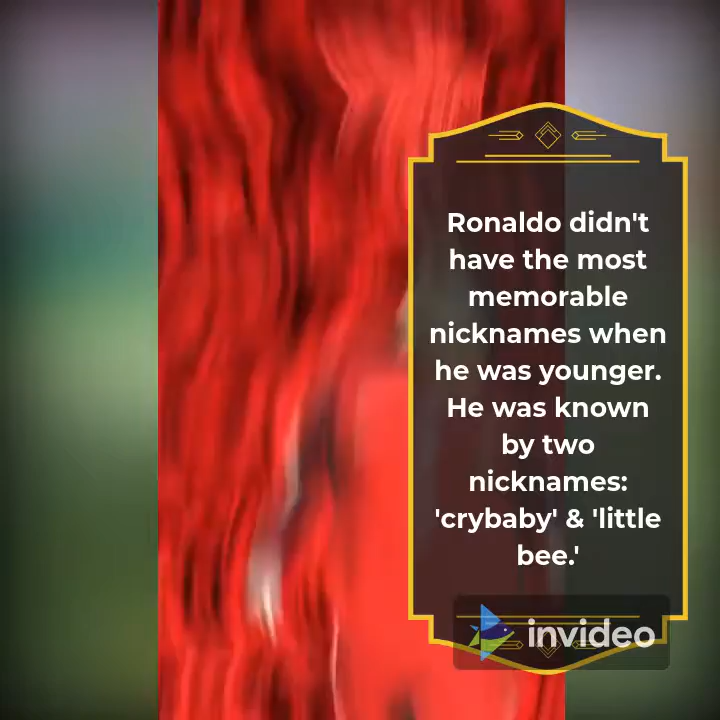 Ronaldo didn't
have the most
memorable
nicknames when
he was younger.
He was known
by two
nicknames:
'crybaby' & 'little
bee.'
invideo